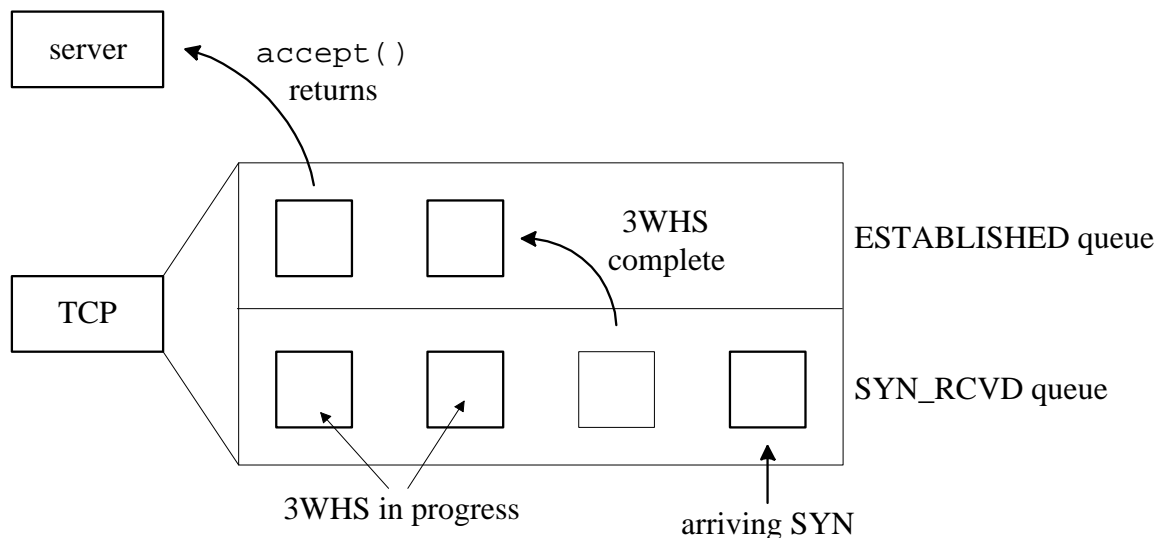 server
accept()
returns
3WHS
complete
ESTABLISHED queue
TCP
SYN_RCVD queue
3WHS in progress
arriving SYN